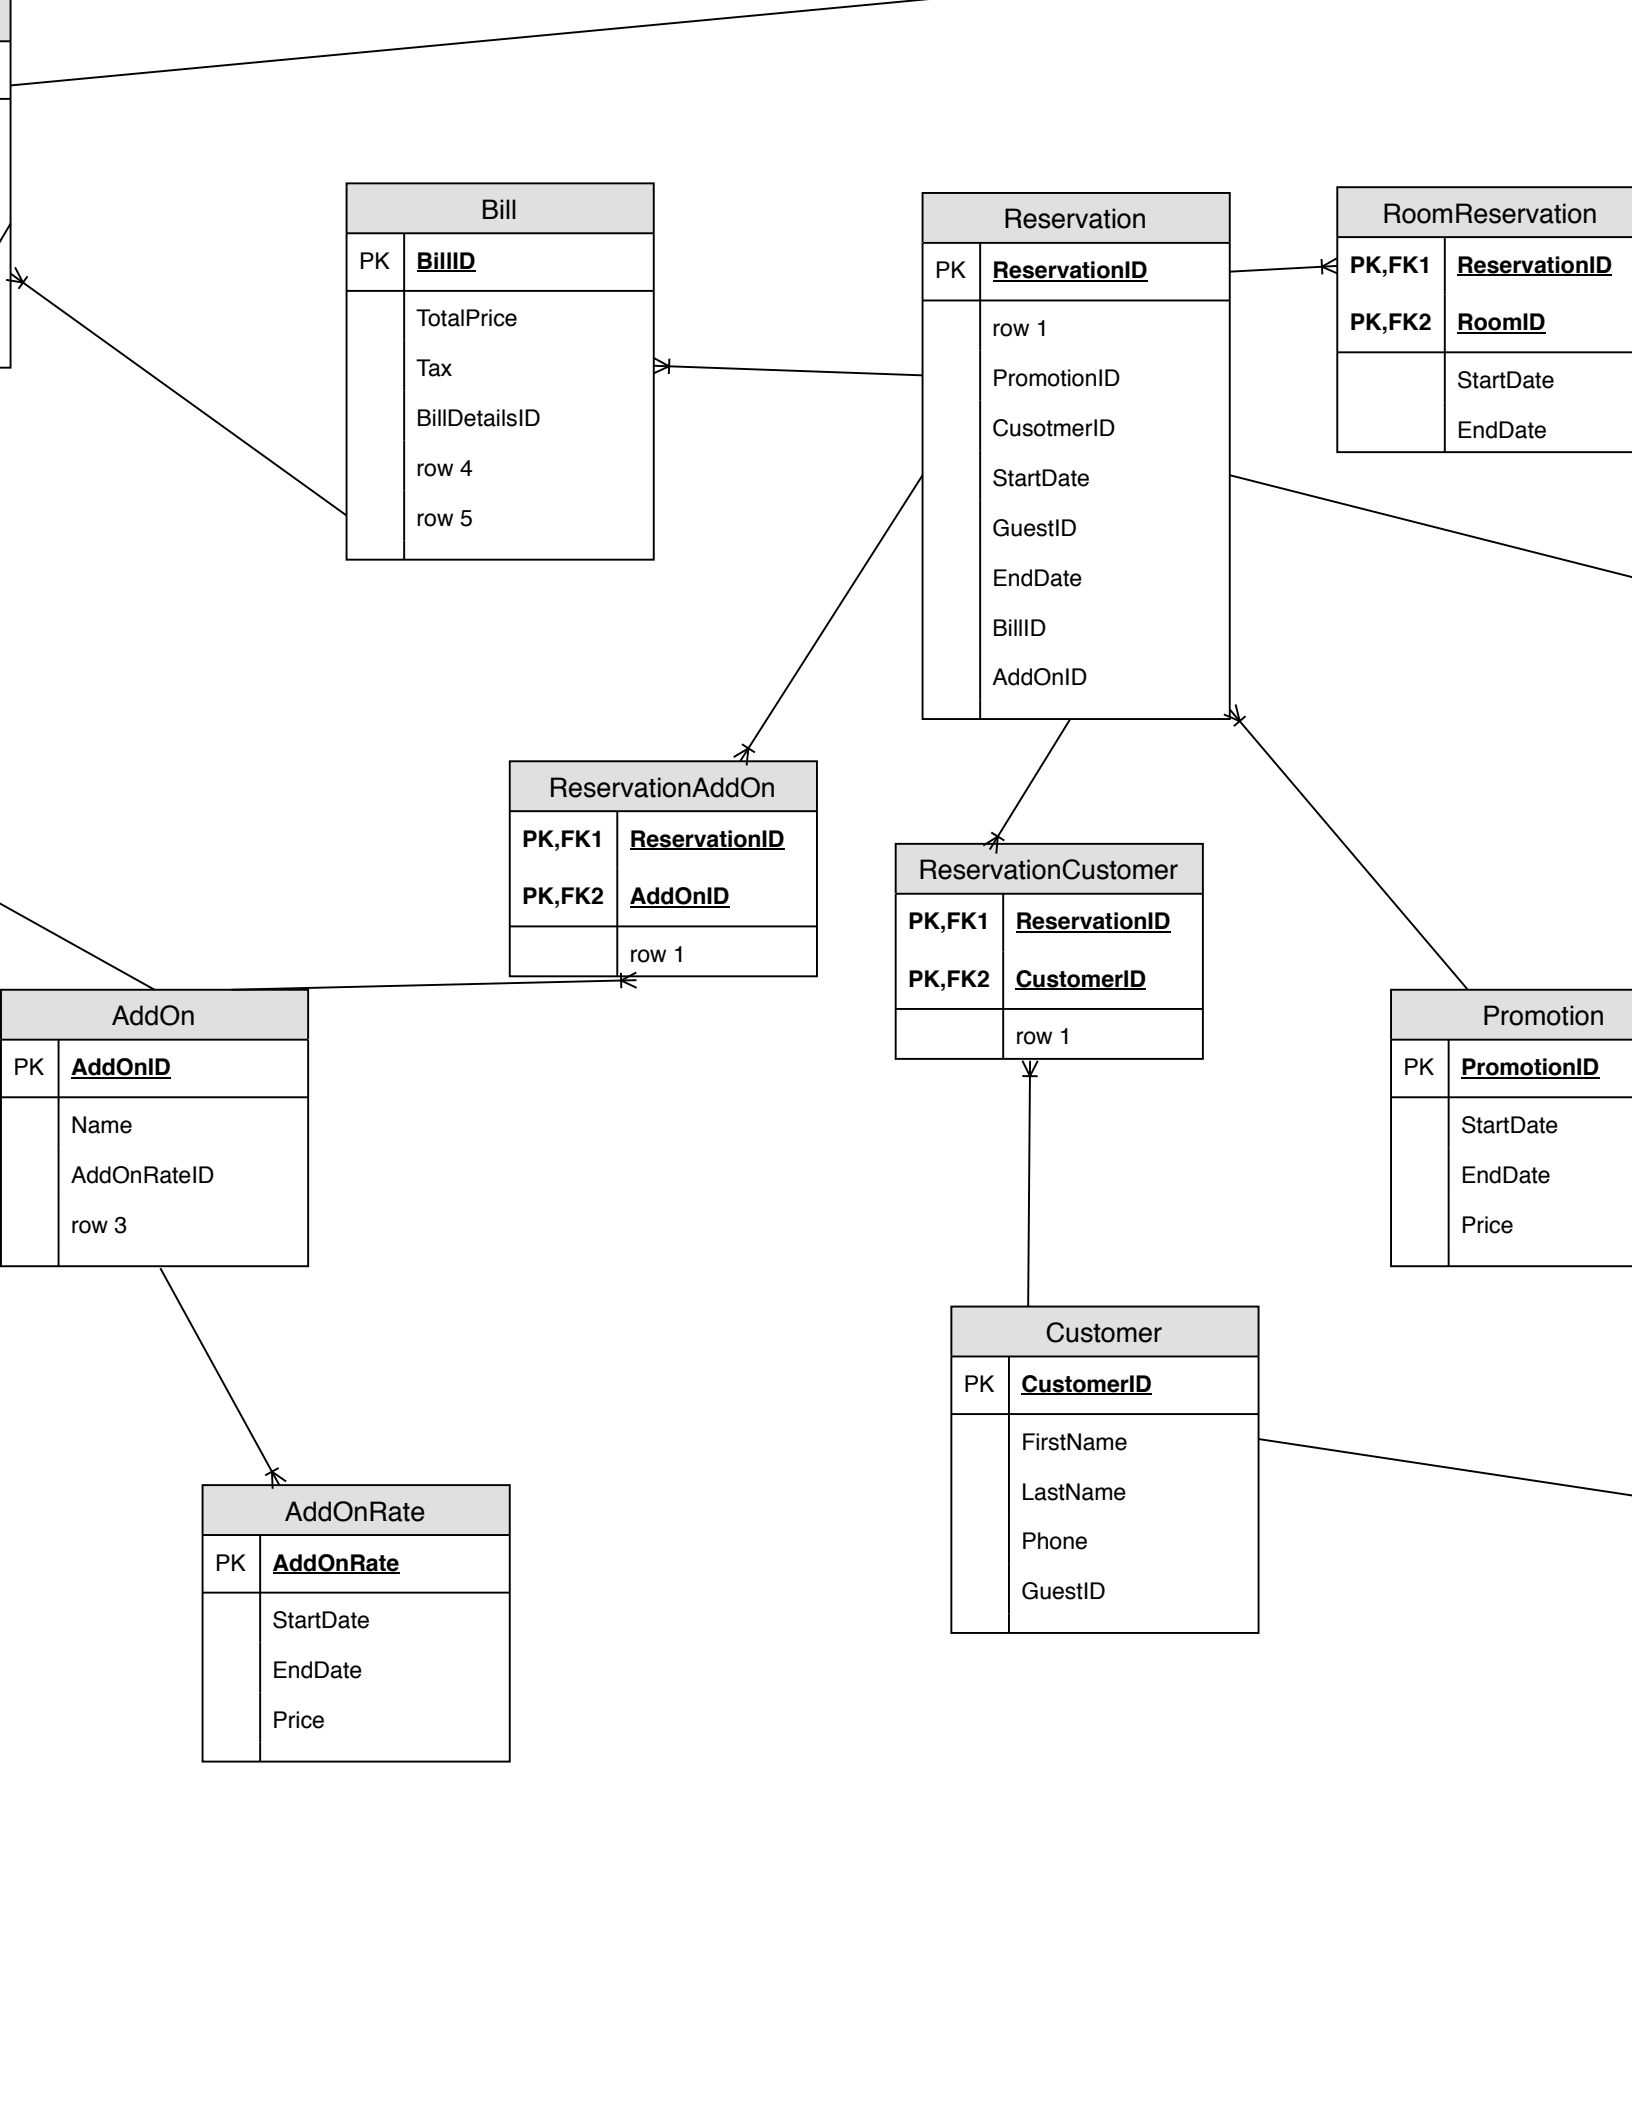 Bill
PK BillID
TotalPrice
Tax
BillDetailsID
row 4
row 5
Reservation
PK ReservationID
row 1
PromotionID
CusotmerID
StartDate
GuestID
EndDate
BillID
AddOnID
RoomReservation
PK,FK1 ReservationID
PK,FK2 RoomID
StartDate
EndDate
ReservationAddOn
PK,FK1 ReservationID
PK,FK2 AddOnID
row 1
ReservationCustomer
PK,FK1 ReservationID
PK,FK2 CustomerID
row 1
AddOn
PK AddOnID
Name
AddOnRateID
row 3
Promotion
PK PromotionID
StartDate
EndDate
Price
Customer
PK CustomerID
FirstName
LastName
Phone
GuestID
AddOnRate
PK AddOnRate
StartDate
EndDate
Price